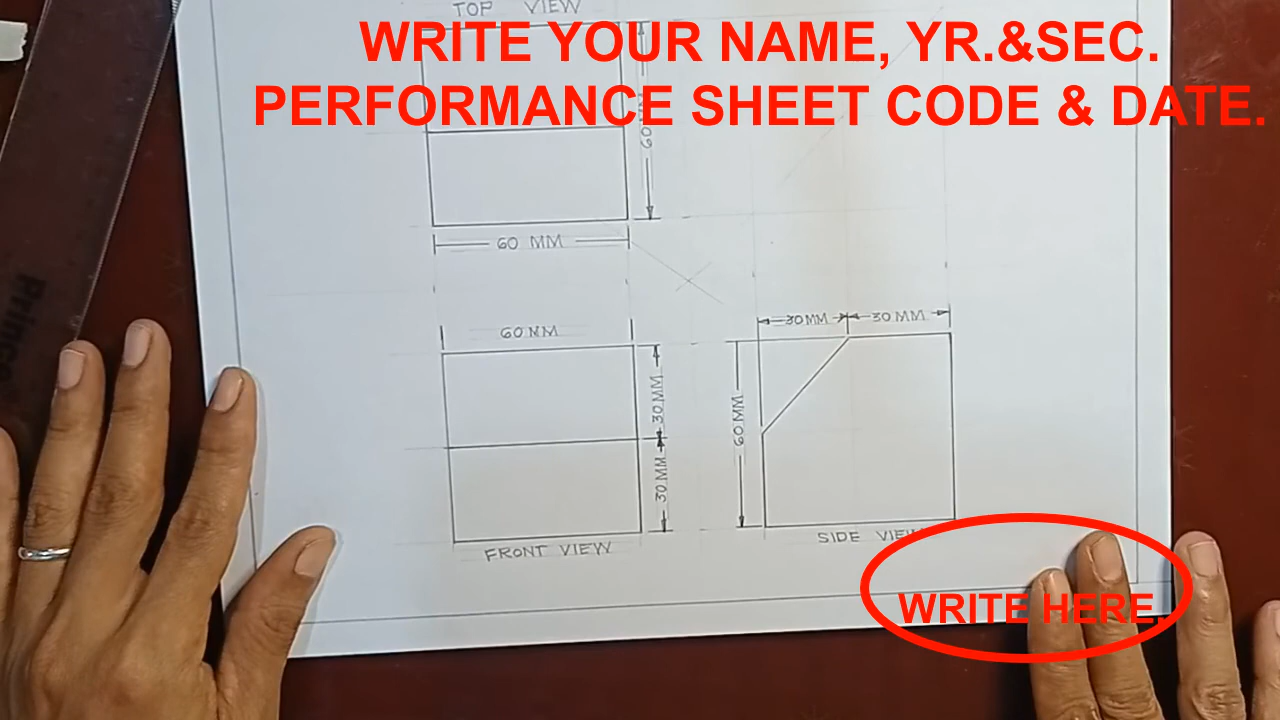 TOP VIEW
WRITE YOUR NAME, YR.&SEC.
PERFORMANCE SHEET CODE & DATE.
60 MM
60 MM
30 MM
30 MM
60 MM
30 MM
60 MM
30 MM
FRONT VIEW
SIDE VIEW
WRITE HERE.